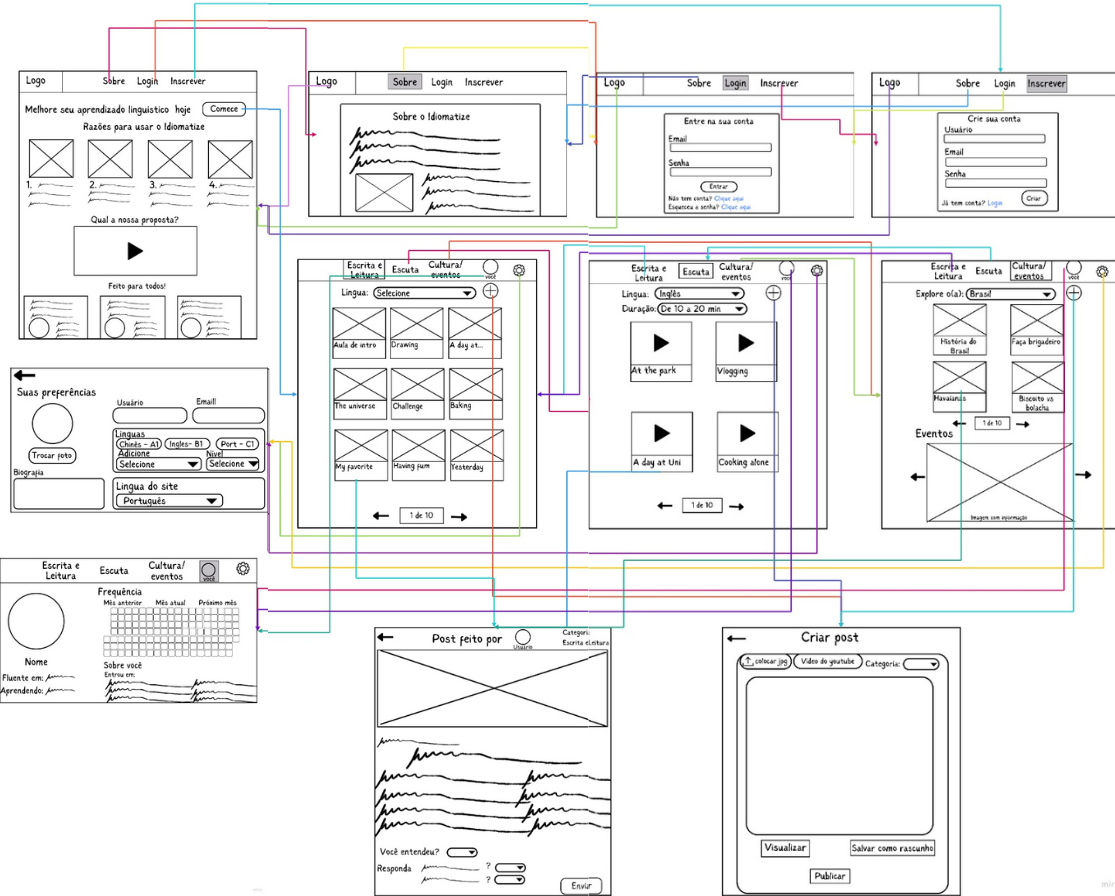 Logo
Sobre
Login
Inscrever
Melhore seu aprendizado linguistico hoje
Comece
Razões para usar o Idiomatize
1.
2.
3.
4.
Qual a nossa proposta?
Feito para todos!
Logo
Sobre
Login
Inscrever
Sobre o Idiomatize
Logo
Sobre
Login
Inscrever
Entre na sua conta
Email
Senha
Entrar
Não tem conta? Clique aqui
Esqueceu a senha? Clique aqui
Logo
Sobre
Login
Inscrever
Crie sua conta
Usuário
Email
Senha
Já tem conta? Login
Criar
Escrita e
Leitura
Escuta
Cultura/
eventos
você
Lingua:
Selecione
Aula de intro
Drawing
A day at...
The universe
Challenge
Baking
My favorite
Having fum
Yesterday
1 de 10
Escrita e
Leitura
Escuta
Cultura/
eventos
você
Lingua:
Inglês
Duração:
De 10 a 20 min
At the park
Vlogging
A day at Uni
Cooking alone
1 de 10
Escrita e
Leitura
Escuta
Cultura/
eventos
você
Explore o(a):
Brasil
História do
Brasil
Faça brigadeiro
Havaianas
Biscoito vs
bolacha
1 de 10
Eventos
Imagem com informação
Suas preferências
Trocar foto
Biografia
Usuário
Emaill
Linguas
Chinês - A1
Ingles- B1
Port - C1
Adicione
Nivel
Selecione
Selecione
Lingua do site
Português
Escrita e
Leitura
Escuta
Cultura/
eventos
você
Frequência
Mês anterior
Mês atual
Próximo mês
Nome
Fluente em:
Aprendendo:
Sobre você
Entrou em:
Post feito por
Usuário
Categori:
Escrita eleitura
Você entendeu?
Responda
?
?
Enviar
Criar post
colocar jpg
Video do youtube
Categoria:
Visualizar
Salvar como rascunho
Publicar